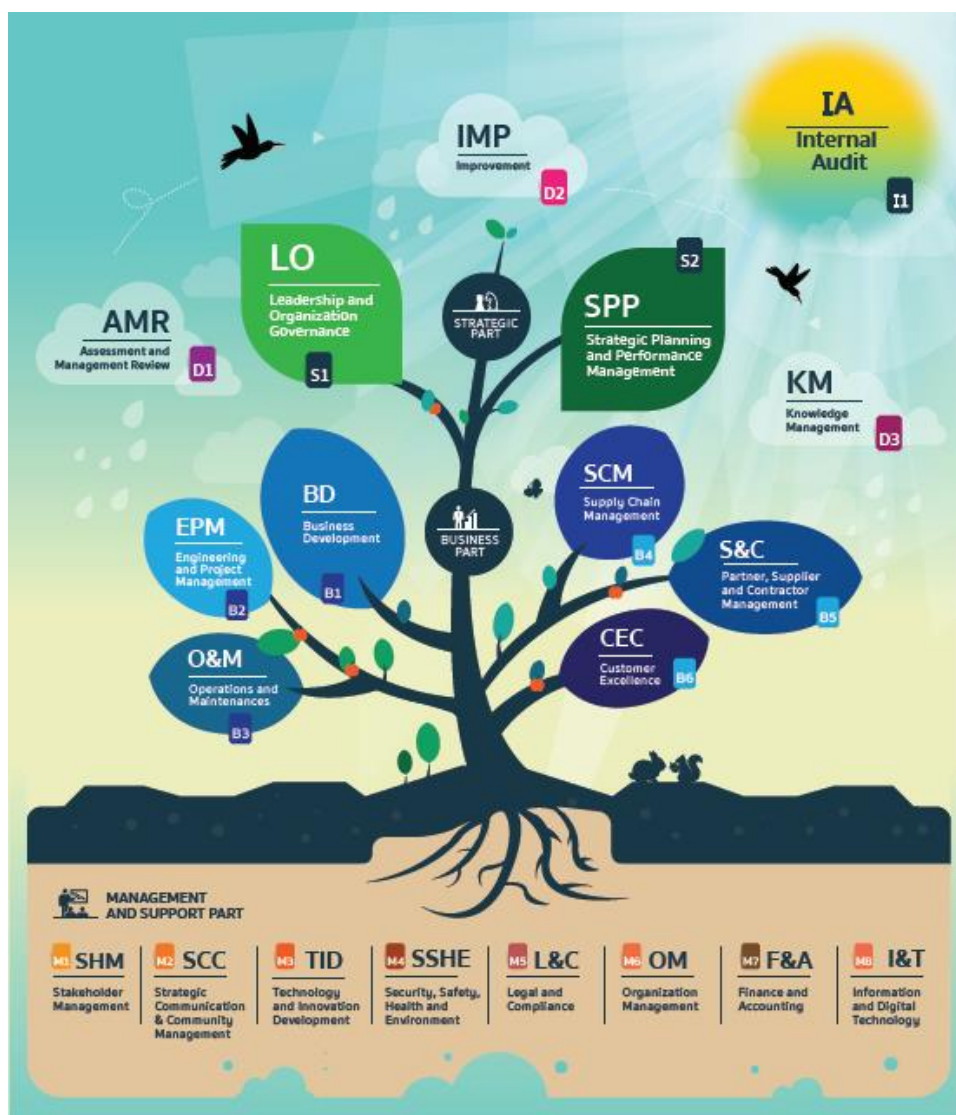 IA
Internal
Audit
I1
IMP
Improvement
D2
LO
Leadership and
Organization
Governance
S1
STRATEGIC
PART
S2
SPP
Strategic Planning
and Performance
Management
AMR
Assessment and
Management Review
D1
KM
Knowledge
Management
D3
BD
Business
Development
B1
BUSINESS
PART
SCM
Supply Chain
Management
B4
EPM
Engineering
and Project
Management
B2
S&C
Partner, Supplier
and Contractor
Management
B5
O&M
Operations and
Maintenances
B3
CEC
Customer
Excellence
B6
MANAGEMENT
AND SUPPORT PART
M1 SHM
Stakeholder
Management
M2 SCC
Strategic
Communication
& Community
Management
M3 TID
Technology
and Innovation
Development
M4 SSHE
Security, Safety,
Health and
Environment
M5 L&C
Legal and
Compliance
M6 OM
Organization
Management
M7 F&A
Finance and
Accounting
M8 I&T
Information
and Digital
Technology